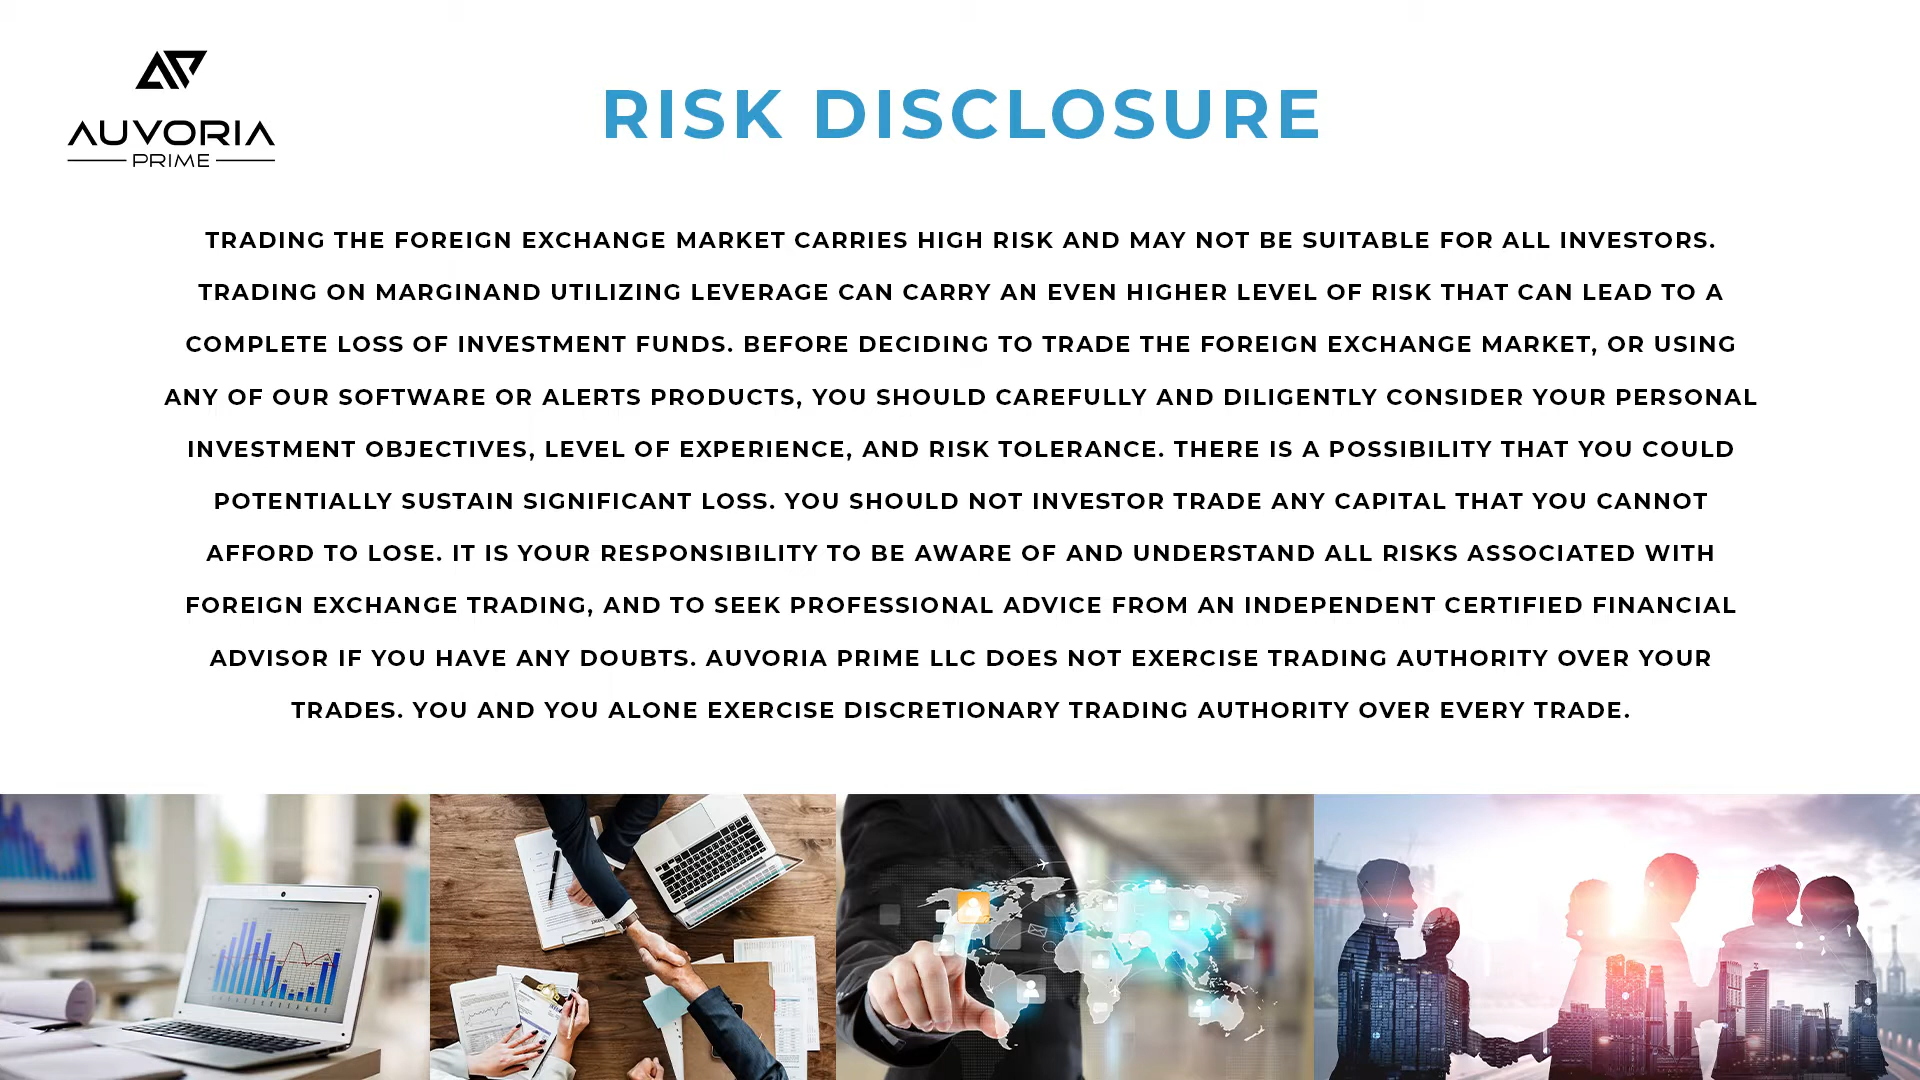 AUVORIA
PRIME
RISK DISCLOSURE
TRADING THE FOREIGN EXCHANGE MARKET CARRIES HIGH RISK AND MAY NOT BE SUITABLE FOR ALL INVESTORS.
TRADING ON MARGINAND UTILIZING LEVERAGE CAN CARRY AN EVEN HIGHER LEVEL OF RISK THAT CAN LEAD TO A
COMPLETE LOSS OF INVESTMENT FUNDS. BEFORE DECIDING TO TRADE THE FOREIGN EXCHANGE MARKET, OR USING
ANY OF OUR SOFTWARE OR ALERTS PRODUCTS, YOU SHOULD CAREFULLY AND DILIGENTLY CONSIDER YOUR PERSONAL
INVESTMENT OBJECTIVES, LEVEL OF EXPERIENCE, AND RISK TOLERANCE. THERE IS A POSSIBILITY THAT YOU COULD
POTENTIALLY SUSTAIN SIGNIFICANT LOSS. YOU SHOULD NOT INVESTOR TRADE ANY CAPITAL THAT YOU CANNOT
AFFORD TO LOSE. IT IS YOUR RESPONSIBILITY TO BE AWARE OF AND UNDERSTAND ALL RISKS ASSOCIATED WITH
FOREIGN EXCHANGE TRADING, AND TO SEEK PROFESSIONAL ADVICE FROM AN INDEPENDENT CERTIFIED FINANCIAL
ADVISOR IF YOU HAVE ANY DOUBTS. AUVORIA PRIME LLC DOES NOT EXERCISE TRADING AUTHORITY OVER YOUR
TRADES. YOU AND YOU ALONE EXERCISE DISCRETIONARY TRADING AUTHORITY OVER EVERY TRADE.